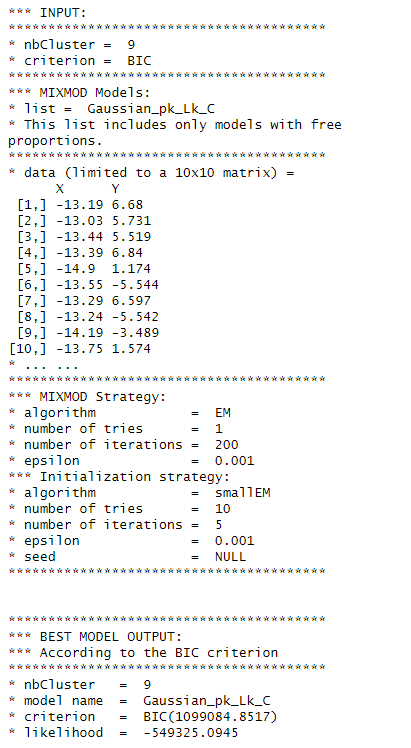 *** INPUT:
****************************************
* nbCluster =  9
* criterion =  BIC
****************************************
*** MIXMOD Models:
* list =  Gaussian_pk_Lk_C
* This list includes only models with free
proportions.
****************************************
* data (limited to a 10x10 matrix) =
      X      Y
 [1,] -13.19 6.68
 [2,] -13.03 5.731
 [3,] -13.44 5.519
 [4,] -13.39 6.84
 [5,] -14.9  1.174
 [6,] -13.55 -5.544
 [7,] -13.29 6.597
 [8,] -13.24 -5.542
 [9,] -14.19 -3.489
[10,] -13.75 1.574
* ... ...
****************************************
*** MIXMOD Strategy:
* algorithm            =  EM
* number of tries      =  1
* number of iterations =  200
* epsilon              =  0.001
*** Initialization strategy:
* algorithm            =  smallEM
* number of tries      =  10
* number of iterations =  5
* epsilon              =  0.001
* seed                 =  NULL
****************************************
****************************************
*** BEST MODEL OUTPUT:
*** According to the BIC criterion
****************************************
* nbCluster   =  9
* model name  =  Gaussian_pk_Lk_C
* criterion   =  BIC(1099084.8517)
* likelihood  =  -549325.0945